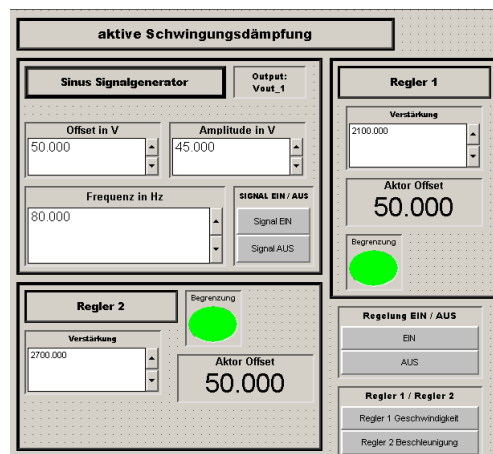 aktive Schwingungsdämpfung
Sinus Signalgenerator
Output:
Vout_1
Offset in V
50.000
Amplitude in V
45.000
Frequenz in Hz
80.000
SIGNAL EIN / AUS
Signal EIN
Signal AUS
Regler 1
Verstärkung
2100.000
Aktor Offset
50.000
Begrenzung
Regler 2
Begrenzung
Verstärkung
2700.000
Aktor Offset
50.000
Regelung EIN / AUS
EIN
AUS
Regler 1 / Regler 2
Regler 1 Geschwindigkeit
Regler 2 Beschleunigung